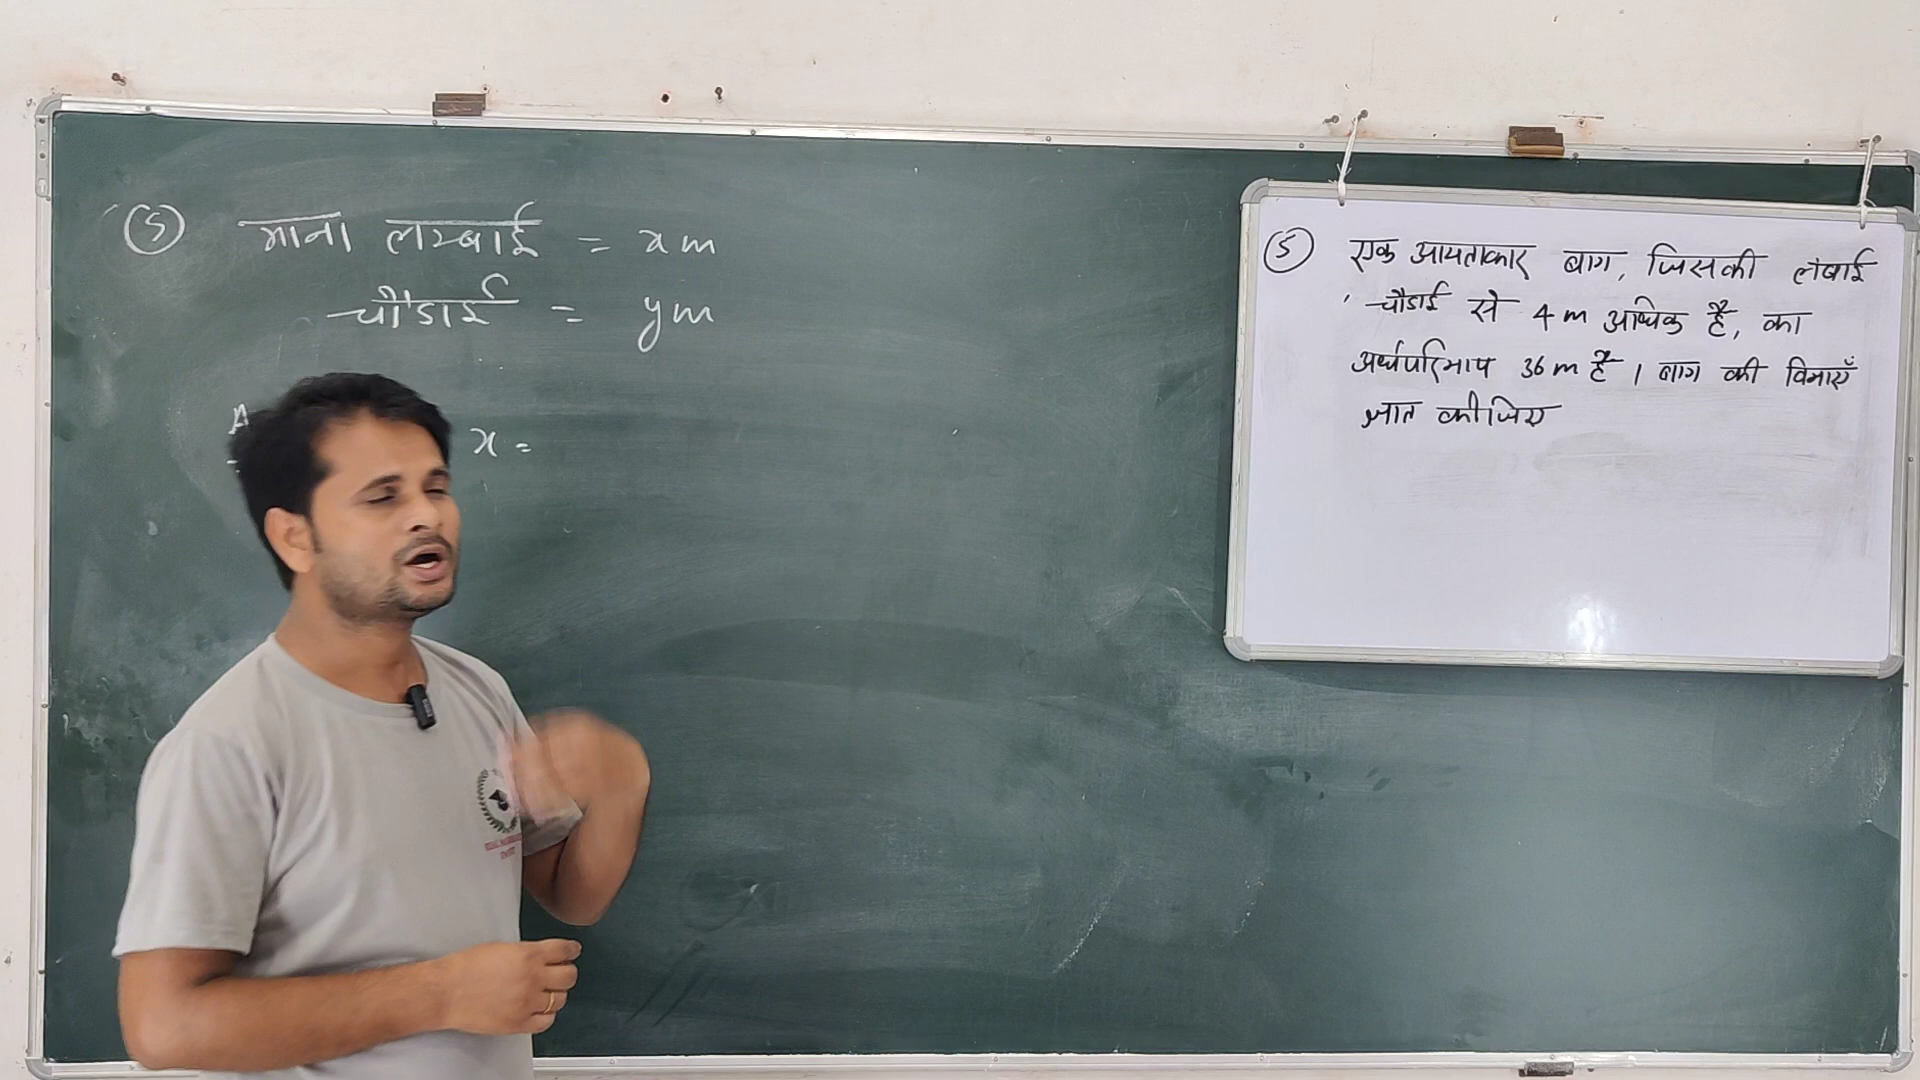 ⑤ माना लम्बाई = x m
चौड़ाई = y m
A
x =
⑤ एक आयताकार बाग, जिसकी लंबाई
चौडाई से 4 m अधिक है, का
अर्धपरिमाप 36 m है । बाग की विमाएँ
ज्ञात कीजिए